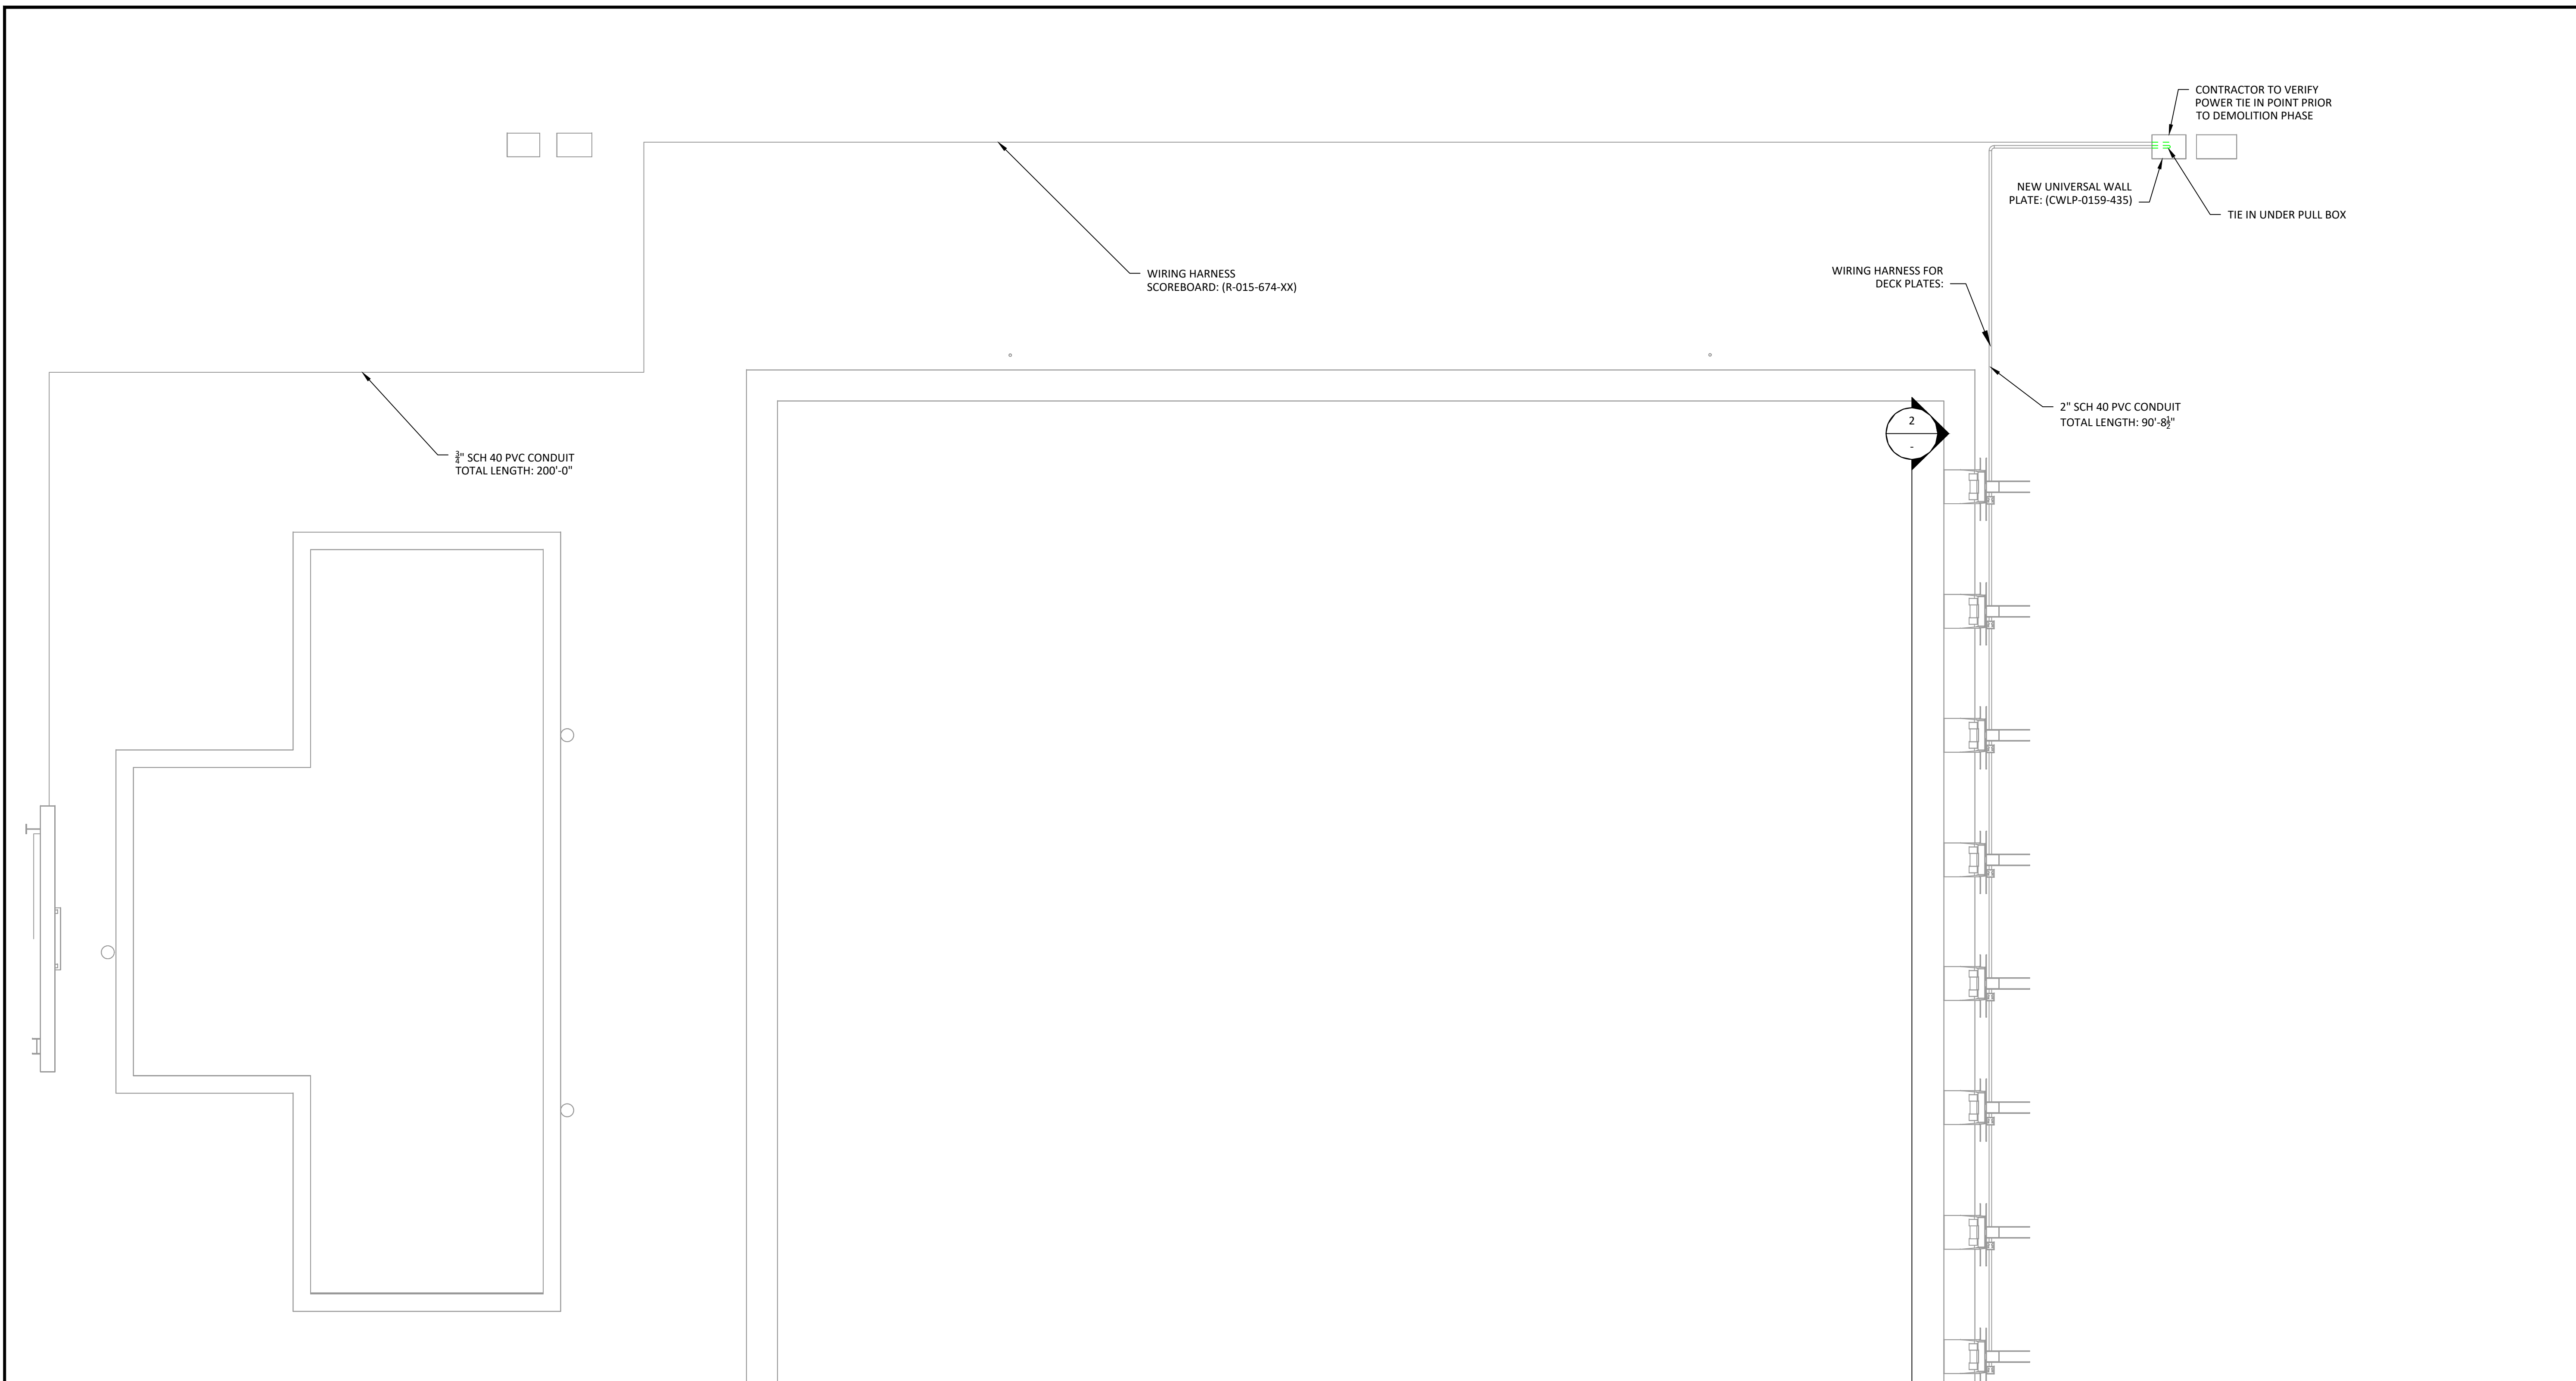 CONTRACTOR TO VERIFY
POWER TIE IN POINT PRIOR
TO DEMOLITION PHASE
NEW UNIVERSAL WALL
PLATE: (CWLP-0159-435)
TIE IN UNDER PULL BOX
WIRING HARNESS
SCOREBOARD: (R-015-674-XX)
WIRING HARNESS FOR
DECK PLATES:
2" SCH 40 PVC CONDUIT
TOTAL LENGTH: 90'-8½"
¾" SCH 40 PVC CONDUIT
TOTAL LENGTH: 200'-0"
2
-